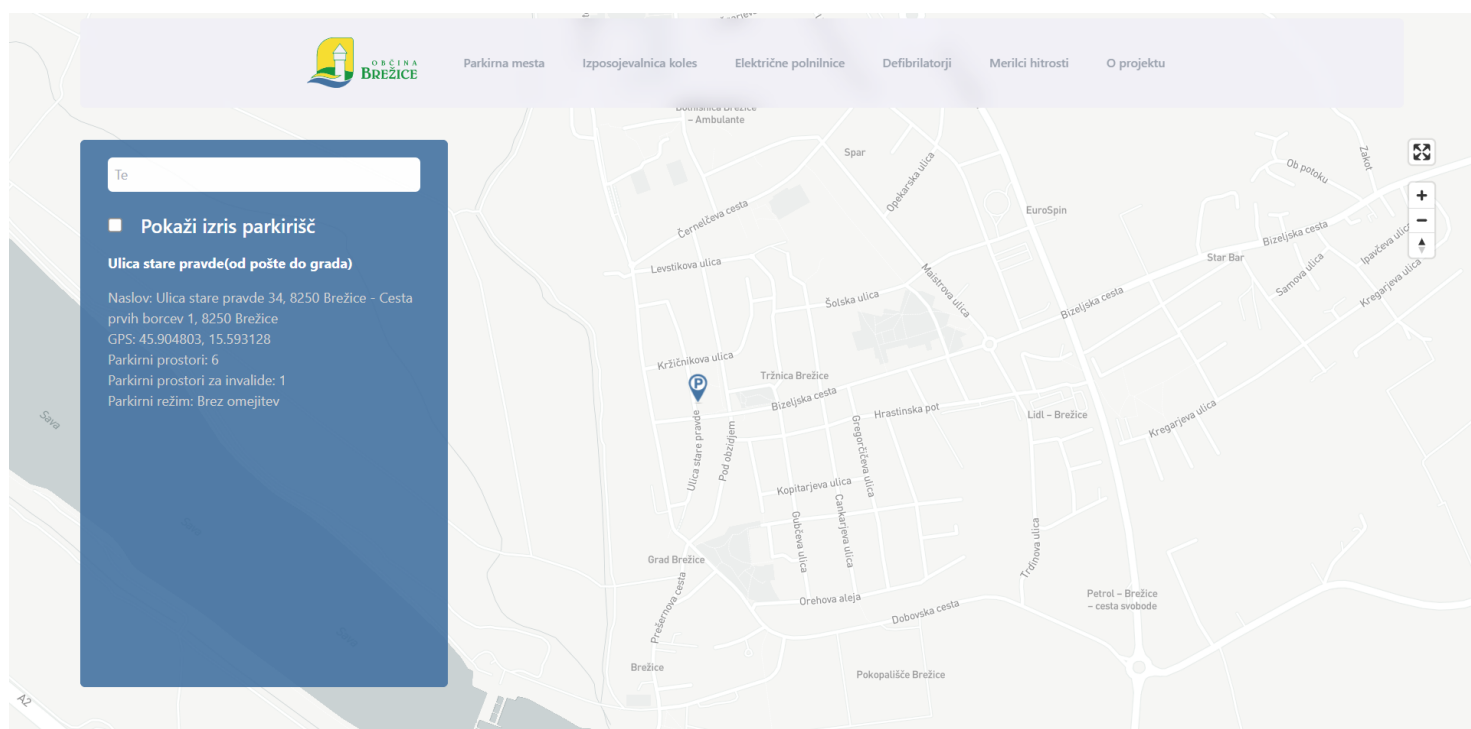 OBČINA
BREŽICE
Parkirna mesta
Izposojevalnica koles
Električne polnilnice
Defibrilatorji
Merilci hitrosti
O projektu
Te
Pokaži izris parkirišč
Ulica stare pravde(od pošte do grada)
Naslov: Ulica stare pravde 34, 8250 Brežice - Cesta
prvih borcev 1, 8250 Brežice
GPS: 45.904803, 15.593128
Parkirni prostori: 6
Parkirni prostori za invalide: 1
Parkirni režim: Brez omejitev
– Ambulante
Spar
Opekarska ulica
Ob potoku
Zakot
Černelčeva cesta
EuroSpin
Bizeljska cesta
Star Bar
Ipavčeva ulica
Levstikova ulica
Maistrova ulica
Samova ulica
Kregarjeva ulica
Šolska ulica
Bizeljska cesta
Kržičnikova ulica
P
Tržnica Brežice
Bizeljska cesta
Hrastinska pot
Lidl – Brežice
Kregarjeva ulica
Sava
Ulica stare pravde
Pod obzidjem
Gregorčičeva ulica
Kopitarjeva ulica
Cankarjeva ulica
Gubčeva ulica
Trdinova ulica
Grad Brežice
Prešernova cesta
Orehova aleja
Dobovska cesta
Petrol – Brežice
– cesta svobode
Brežice
Pokopališče Brežice
A2